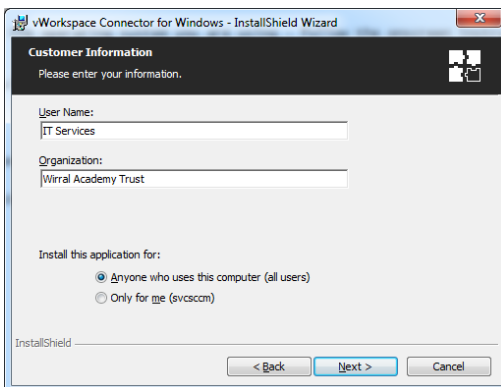 vWorkspace Connector for Windows - InstallShield Wizard
Customer Information
Please enter your information.
User Name:
IT Services
Organization:
Wirral Academy Trust
Install this application for:
Anyone who uses this computer (all users)
Only for me (svcsccm)
InstallShield
< Back
Next >
Cancel